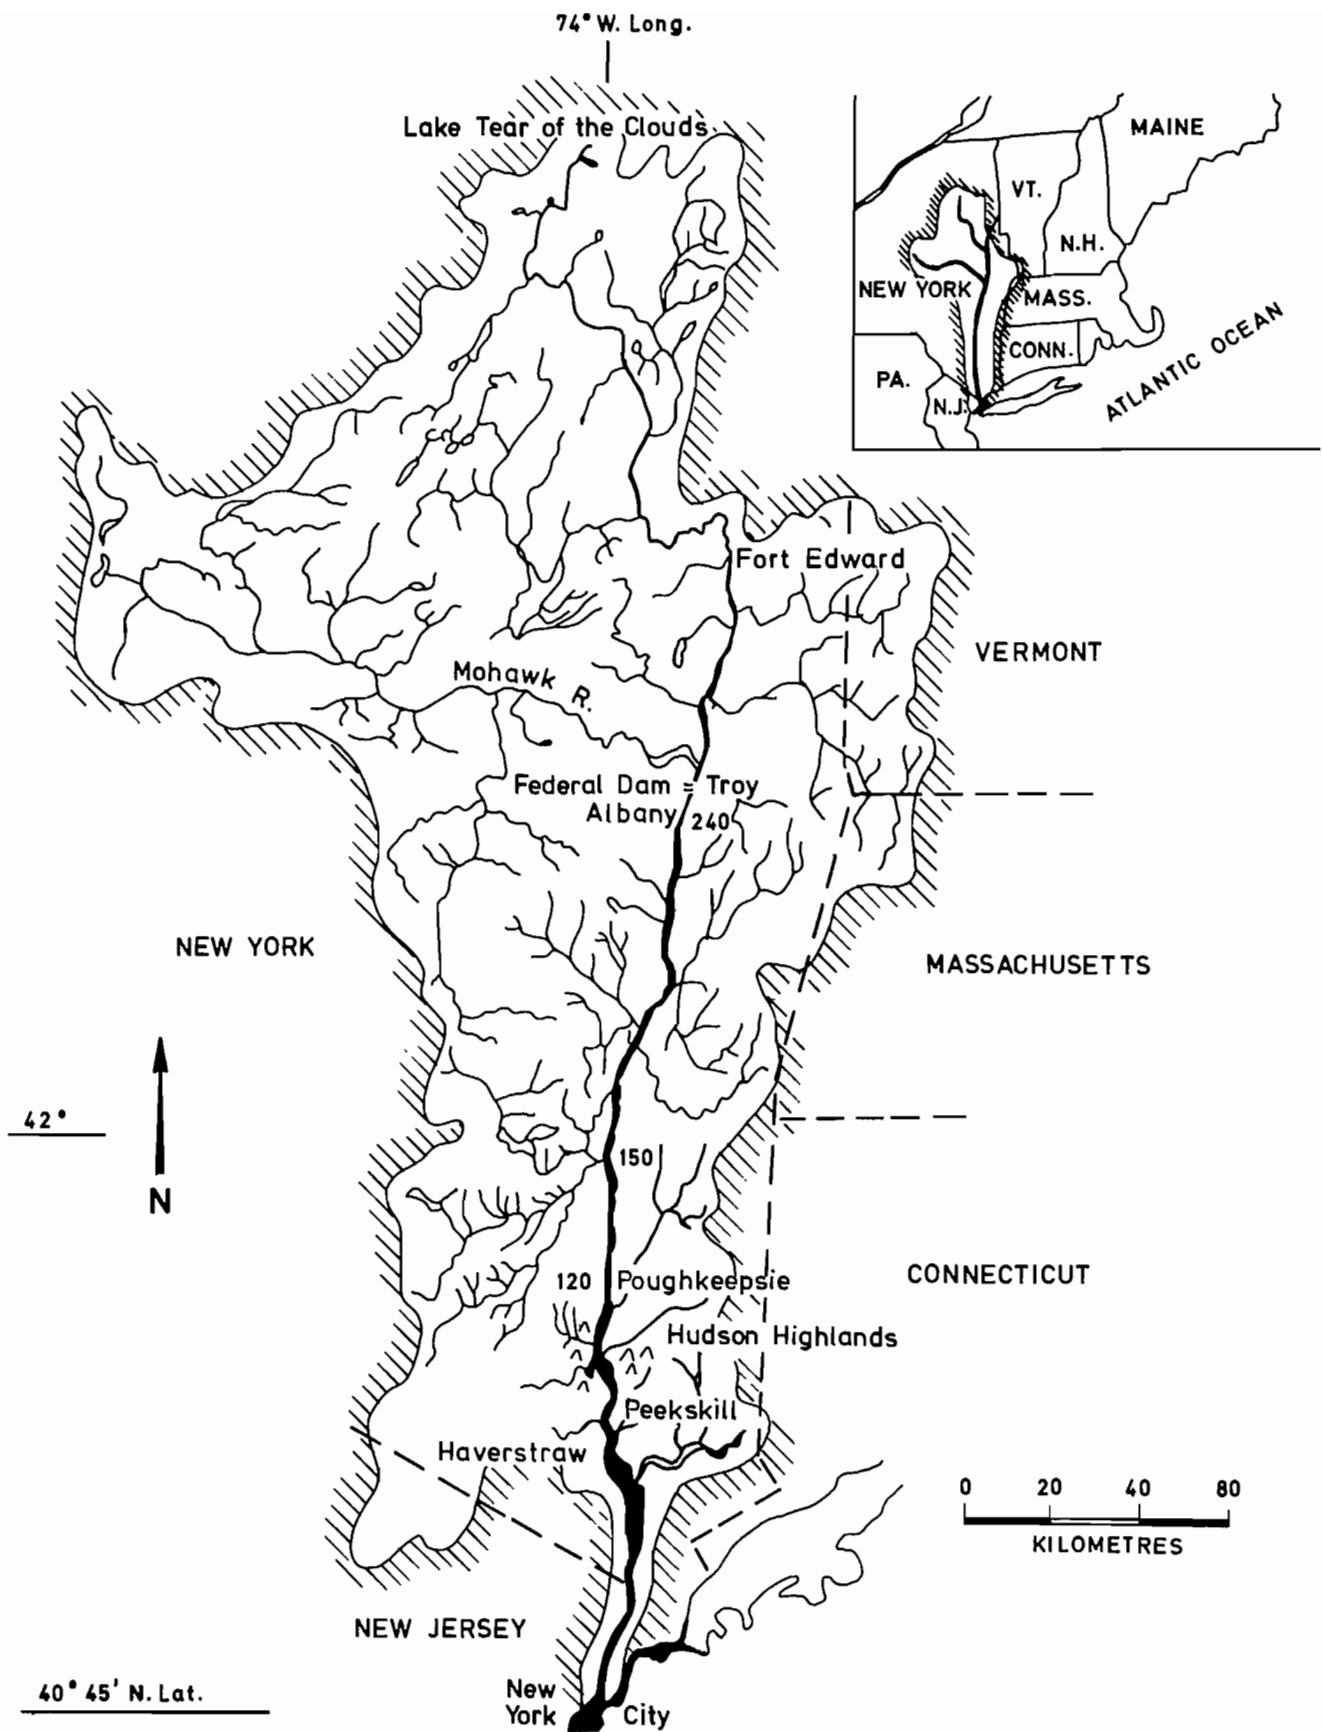 74° W. Long.
Lake Tear of the Clouds
MAINE
VT.
N.H.
NEW YORK
MASS.
CONN.
PA.
N.J.
ATLANTIC OCEAN
Fort Edward
VERMONT
Mohawk R.
Federal Dam = Troy
Albany 240
NEW YORK
MASSACHUSETTS
42°
N
150
120 Poughkeepsie
CONNECTICUT
Hudson Highlands
Peekskill
Haverstraw
0 20 40 80
KILOMETRES
NEW JERSEY
40° 45' N. Lat.
New
York City